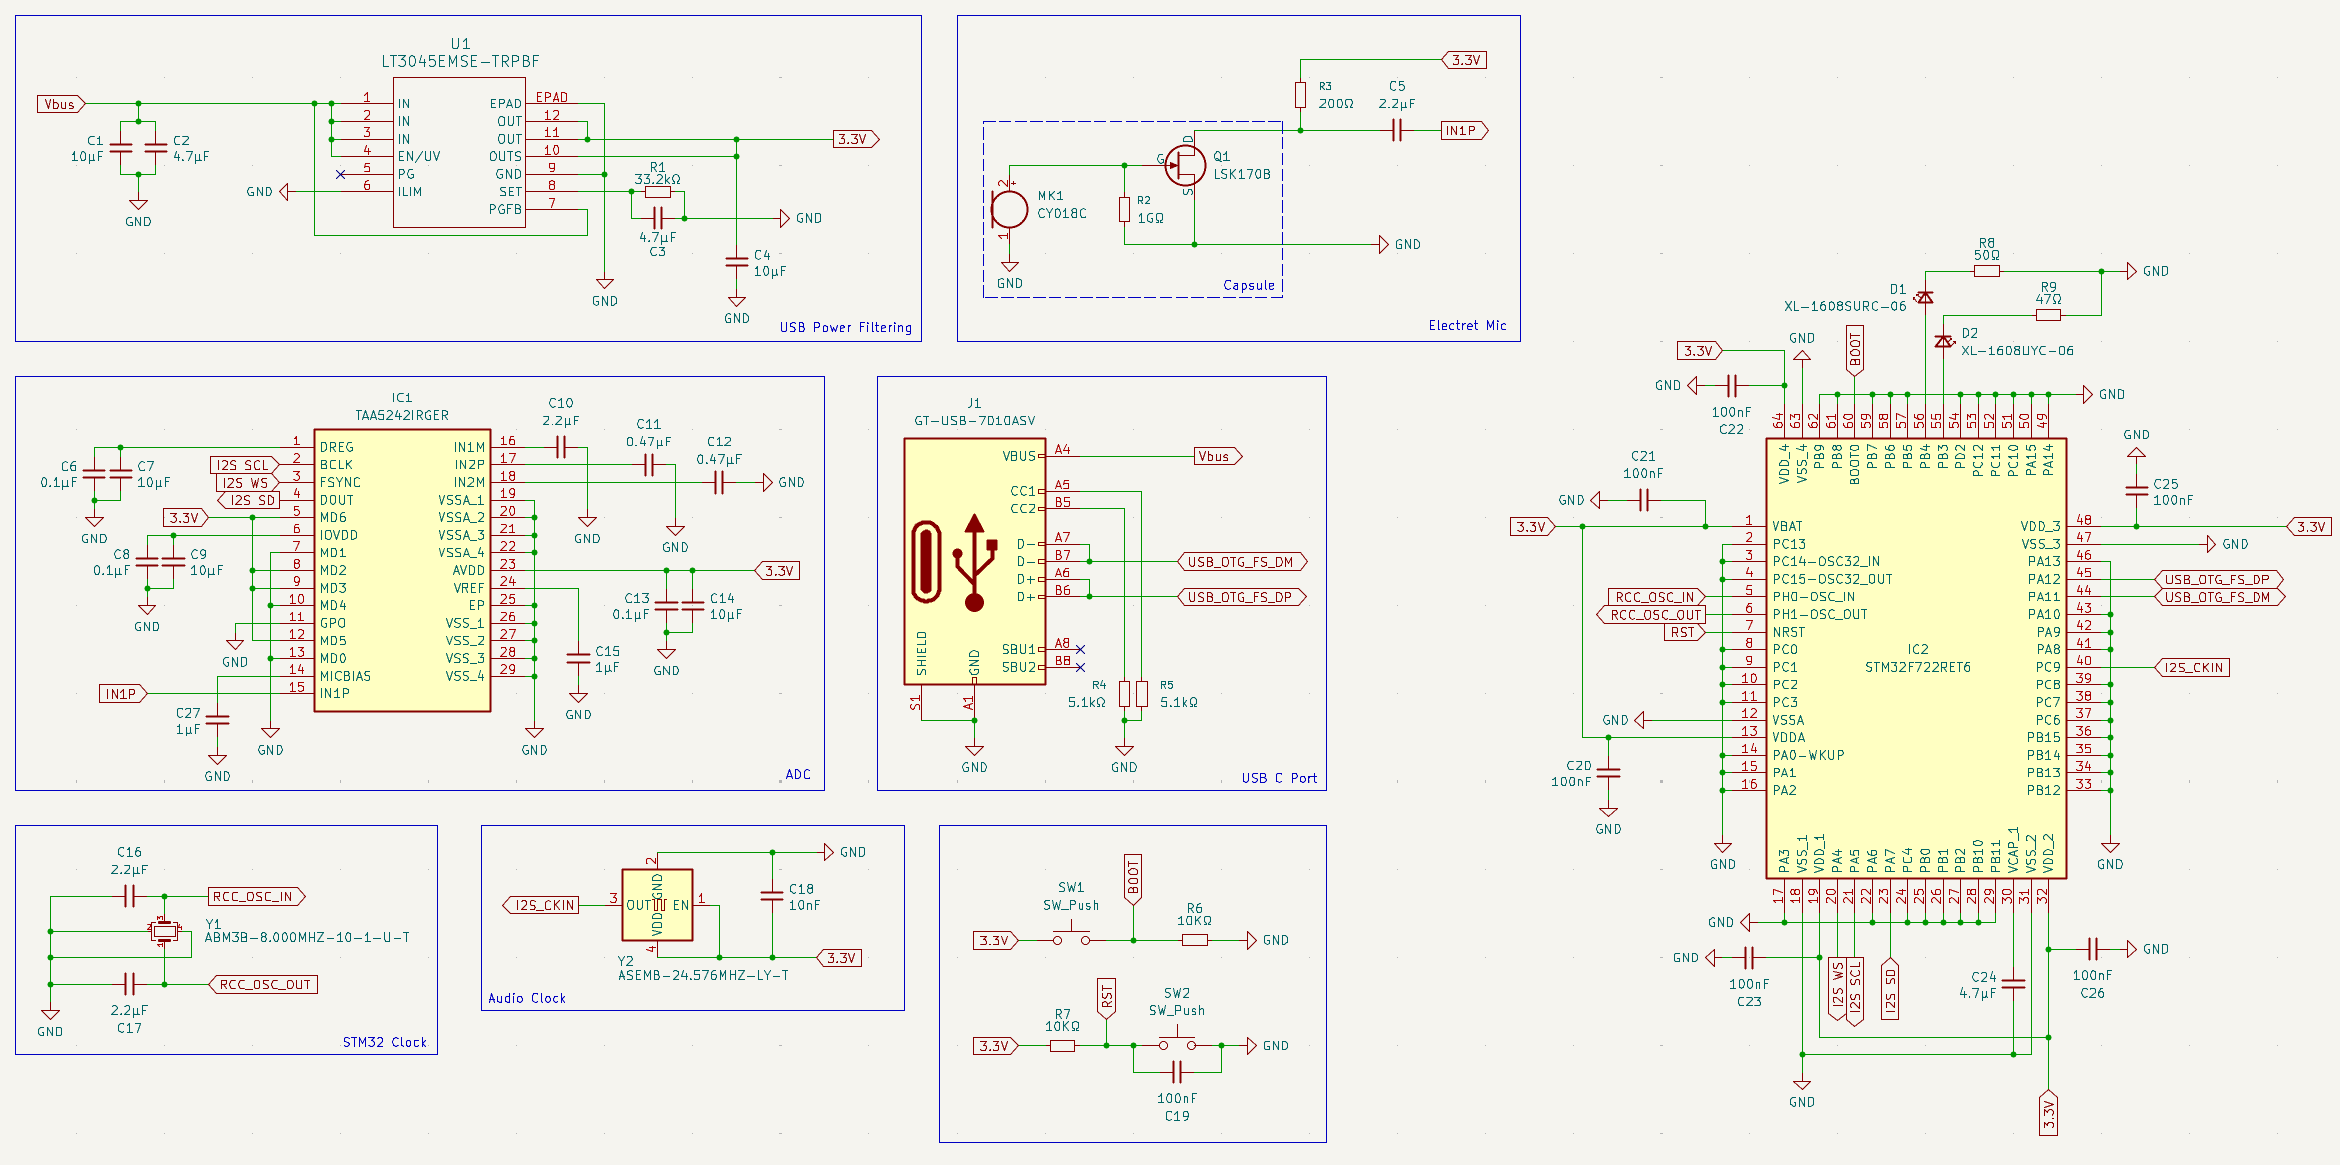 U1
LT3045EMSE-TRPBF
Vbus
1 IN
2 IN
3 IN
4 EN/UV
5 PG
6 ILIM
EPAD EPAD
OUT 12
OUT 11
OUTS 10
GND 9
SET 8
PGFB 7
C1
10µF
C2
4.7µF
GND
GND
R1
33.2kΩ
4.7µF
C3
GND
3.3V
C4
10µF
GND
GND
USB Power Filtering
3.3V
R3
200Ω
C5
2.2µF
IN1P
D
G
S
Q1
LSK170B
2
+
1
MK1
CY018C
R2
1GΩ
GND
GND
Capsule
Electret Mic
IC1
TAA5242IRGER
1 DREG
2 BCLK
3 FSYNC
4 DOUT
5 MD6
6 IOVDD
7 MD1
8 MD2
9 MD3
10 MD4
11 GPO
12 MD5
13 MD0
14 MICBIAS
15 IN1P
IN1M 16
IN2P 17
IN2M 18
VSSA_1 19
VSSA_2 20
VSSA_3 21
VSSA_4 22
AVDD 23
VREF 24
EP 25
VSS_1 26
VSS_2 27
VSS_3 28
VSS_4 29
I2S SCL
I2S WS
I2S SD
3.3V
IN1P
C6
0.1µF
C7
10µF
GND
C8
0.1µF
C9
10µF
GND
GND
C27
1µF
GND
GND
C10
2.2µF
C11
0.47µF
C12
0.47µF
GND
GND
GND
3.3V
C13
0.1µF
C14
10µF
GND
C15
1µF
GND
GND
ADC
J1
GT-USB-7010ASV
VBUS A4
CC1 A5
CC2 B5
D- A7
D- B7
D+ A6
D+ B6
SBU1 A8
SBU2 B8
SHIELD
GND
S1
A1
Vbus
USB_OTG_FS_DM
USB_OTG_FS_DP
R4
5.1kΩ
R5
5.1kΩ
GND
GND
USB C Port
C16
2.2µF
RCC_OSC_IN
3
2
4
1
Y1
ABM3B-8.000MHZ-10-1-U-T
RCC_OSC_OUT
2.2µF
C17
GND
STM32 Clock
I2S_CKIN
3
OUT
2
GND
EN
1
VDD
4
GND
C18
10nF
3.3V
Y2
ASEMB-24.576MHZ-LY-T
Audio Clock
BOOT
SW1
SW_Push
3.3V
R6
10KΩ
GND
RST
SW2
SW_Push
R7
10KΩ
3.3V
GND
100nF
C19
R8
50Ω
GND
D1
XL-1608SURC-06
R9
47Ω
D2
XL-1608UYC-06
3.3V
GND
BOOT
GND
100nF
C22
GND
64 VDD_4
63 VSS_4
62 PB9
61 PB8
60 BOOT0
59 PB7
58 PB6
57 PB5
56 PB4
55 PB3
54 PD2
53 PC12
52 PC11
51 PC10
50 PA15
49 PA14
IC2
STM32F722RET6
1 VBAT
2 PC13
3 PC14-OSC32_IN
4 PC15-OSC32_OUT
5 PH0-OSC_IN
6 PH1-OSC_OUT
7 NRST
8 PC0
9 PC1
10 PC2
11 PC3
12 VSSA
13 VDDA
14 PA0-WKUP
15 PA1
16 PA2
VDD_3 48
VSS_3 47
PA13 46
PA12 45
PA11 44
PA10 43
PA9 42
PA8 41
PC9 40
PC8 39
PC7 38
PC6 37
PB15 36
PB14 35
PB13 34
PB12 33
PA3 17
VSS_1 18
VDD_1 19
PA4 20
PA5 21
PA6 22
PA7 23
PC4 24
PB0 25
PB1 26
PB2 27
PB10 28
PB11 29
VCAP_1 30
VSS_2 31
VDD_2 32
C21
100nF
GND
3.3V
RCC_OSC_IN
RCC_OSC_OUT
RST
GND
C20
100nF
GND
GND
GND
C25
100nF
3.3V
GND
USB_OTG_FS_DP
USB_OTG_FS_DM
I2S_CKIN
GND
GND
GND
100nF
C23
I2S WS
I2S SCL
I2S SD
C24
4.7µF
100nF
C26
GND
GND
3.3V